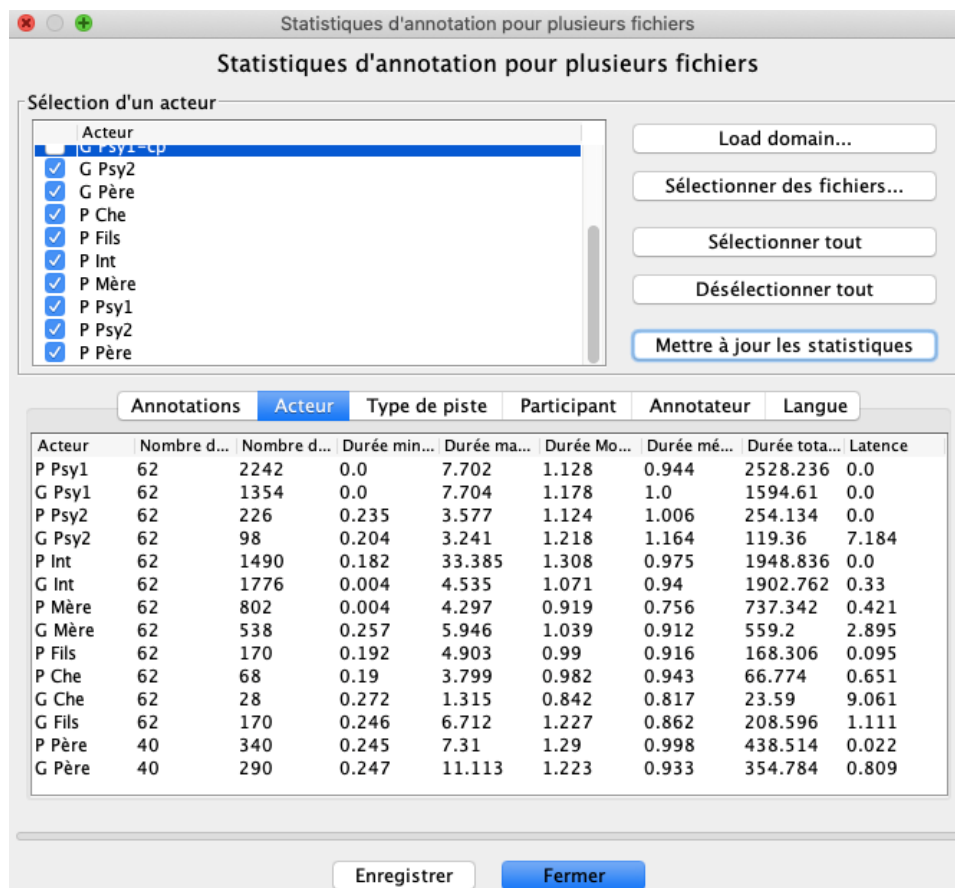 Statistiques d'annotation pour plusieurs fichiers
Statistiques d'annotation pour plusieurs fichiers
Sélection d'un acteur
Acteur
G Psy1-cp
G Psy2
G Père
P Che
P Fils
P Int
P Mère
P Psy1
P Psy2
P Père
Load domain...
Sélectionner des fichiers...
Sélectionner tout
Désélectionner tout
Mettre à jour les statistiques
Annotations Acteur Type de piste Participant Annotateur Langue
Acteur Nombre d... Nombre d... Durée min... Durée ma... Durée Mo... Durée mé... Durée tota... Latence
P Psy1 62 2242 0.0 7.702 1.128 0.944 2528.236 0.0
G Psy1 62 1354 0.0 7.704 1.178 1.0 1594.61 0.0
P Psy2 62 226 0.235 3.577 1.124 1.006 254.134 0.0
G Psy2 62 98 0.204 3.241 1.218 1.164 119.36 7.184
P Int 62 1490 0.182 33.385 1.308 0.975 1948.836 0.0
G Int 62 1776 0.004 4.535 1.071 0.94 1902.762 0.33
P Mère 62 802 0.004 4.297 0.919 0.756 737.342 0.421
G Mère 62 538 0.257 5.946 1.039 0.912 559.2 2.895
P Fils 62 170 0.192 4.903 0.99 0.916 168.306 0.095
P Che 62 68 0.19 3.799 0.982 0.943 66.774 0.651
G Che 62 28 0.272 1.315 0.842 0.817 23.59 9.061
G Fils 62 170 0.246 6.712 1.227 0.862 208.596 1.111
P Père 40 340 0.245 7.31 1.29 0.998 438.514 0.022
G Père 40 290 0.247 11.113 1.223 0.933 354.784 0.809
Enregistrer Fermer